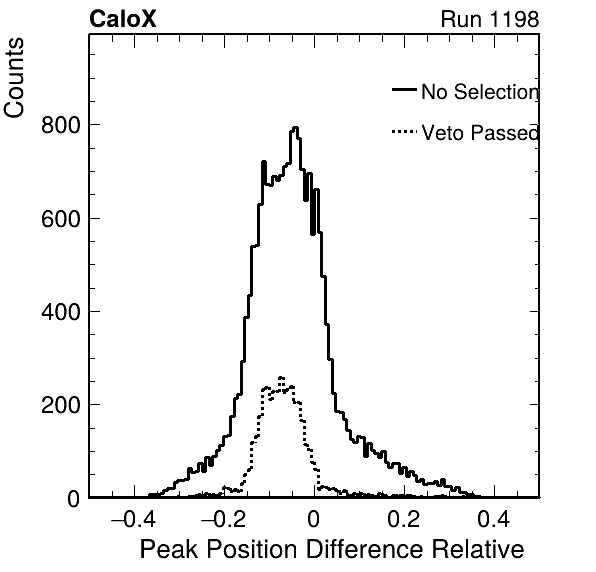 CaloX Run 1198
Counts
No Selection
Veto Passed
800
600
400
200
0
−0.4 −0.2 0 0.2 0.4
Peak Position Difference Relative